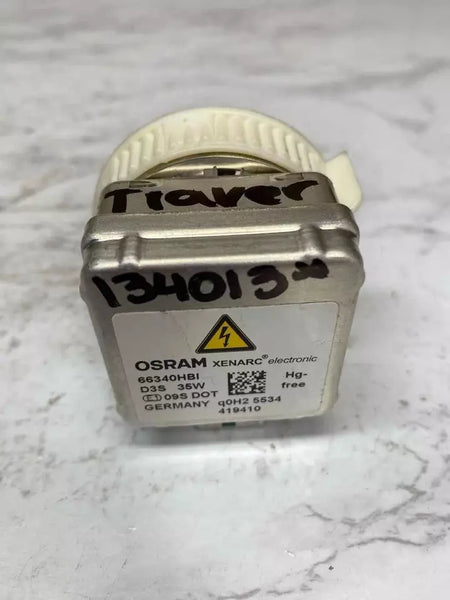 Traver
134013
OSRAM XENARC® electronic
66340HBI
D3S 35W
Hg-
free
09S DOT
GERMANY q0H2 5534
419410